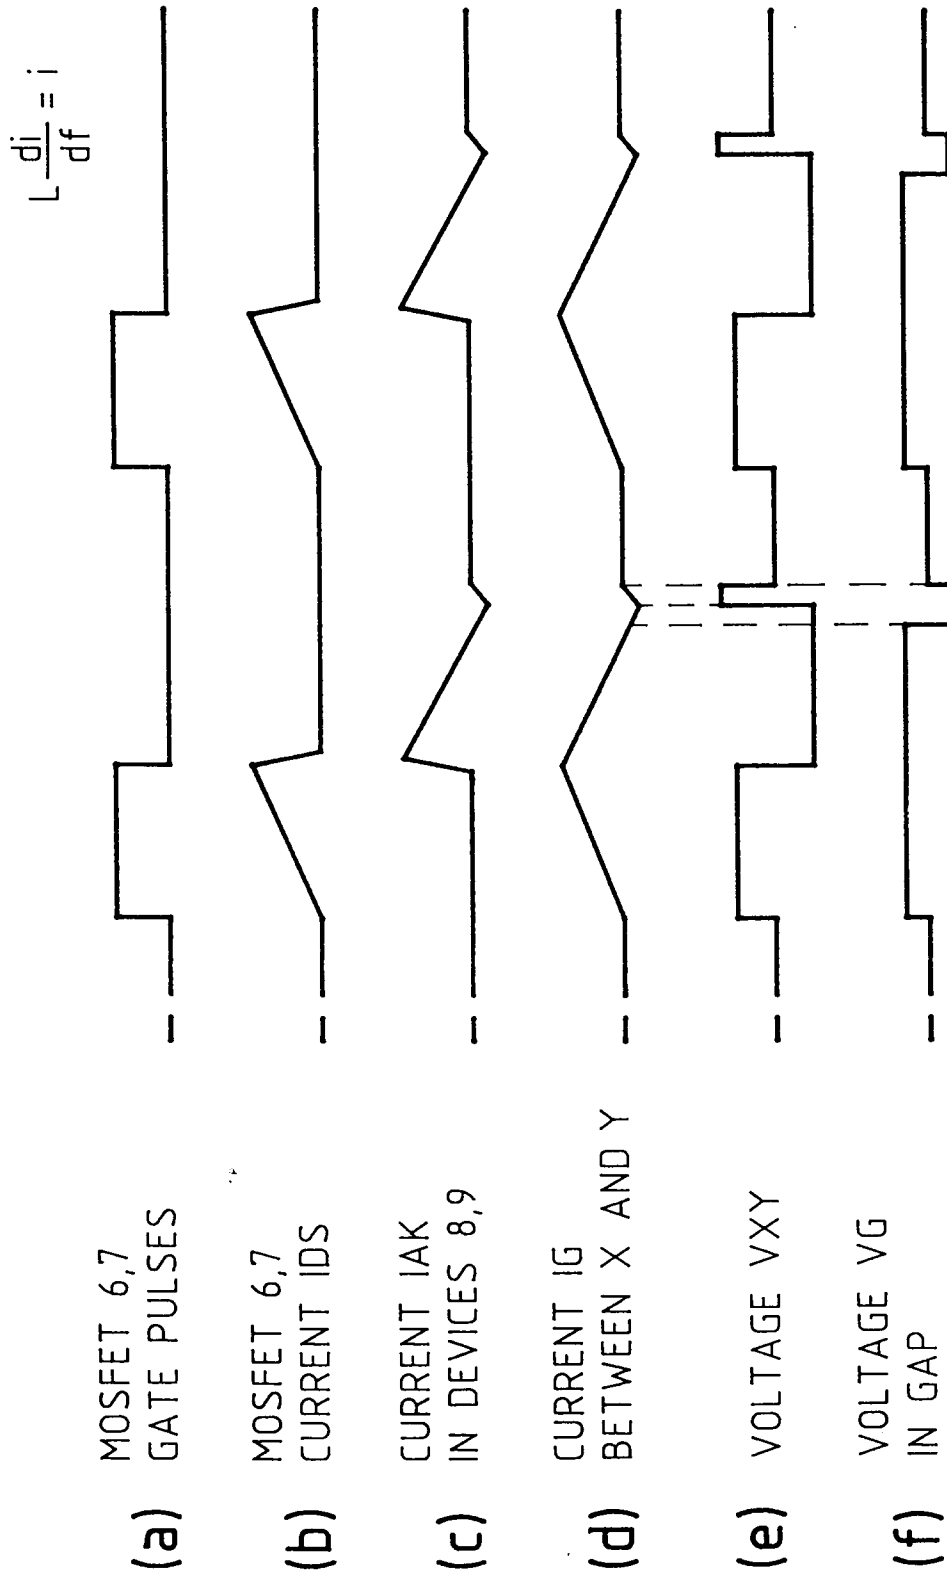 L di/df = i
(a) MOSFET 6,7
GATE PULSES
(b) MOSFET 6,7
CURRENT IDS
(c) CURRENT IAK
IN DEVICES 8,9
(d) CURRENT IG
BETWEEN X AND Y
(e) VOLTAGE VXY
(f) VOLTAGE VG
IN GAP